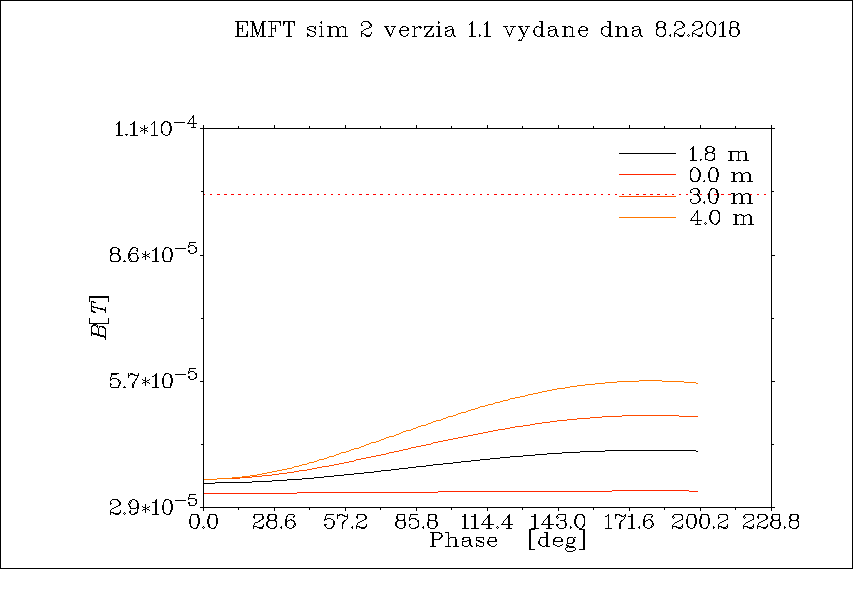 EMFT sim 2 verzia 1.1 vydane dna 8.2.2018
1.1*10⁻⁴
1.8 m
0.0 m
3.0 m
4.0 m
8.6*10⁻⁵
B[T]
5.7*10⁻⁵
2.9*10⁻⁵
0.0 28.6 57.2 85.8 114.4 143.0 171.6 200.2 228.8
Phase [deg]